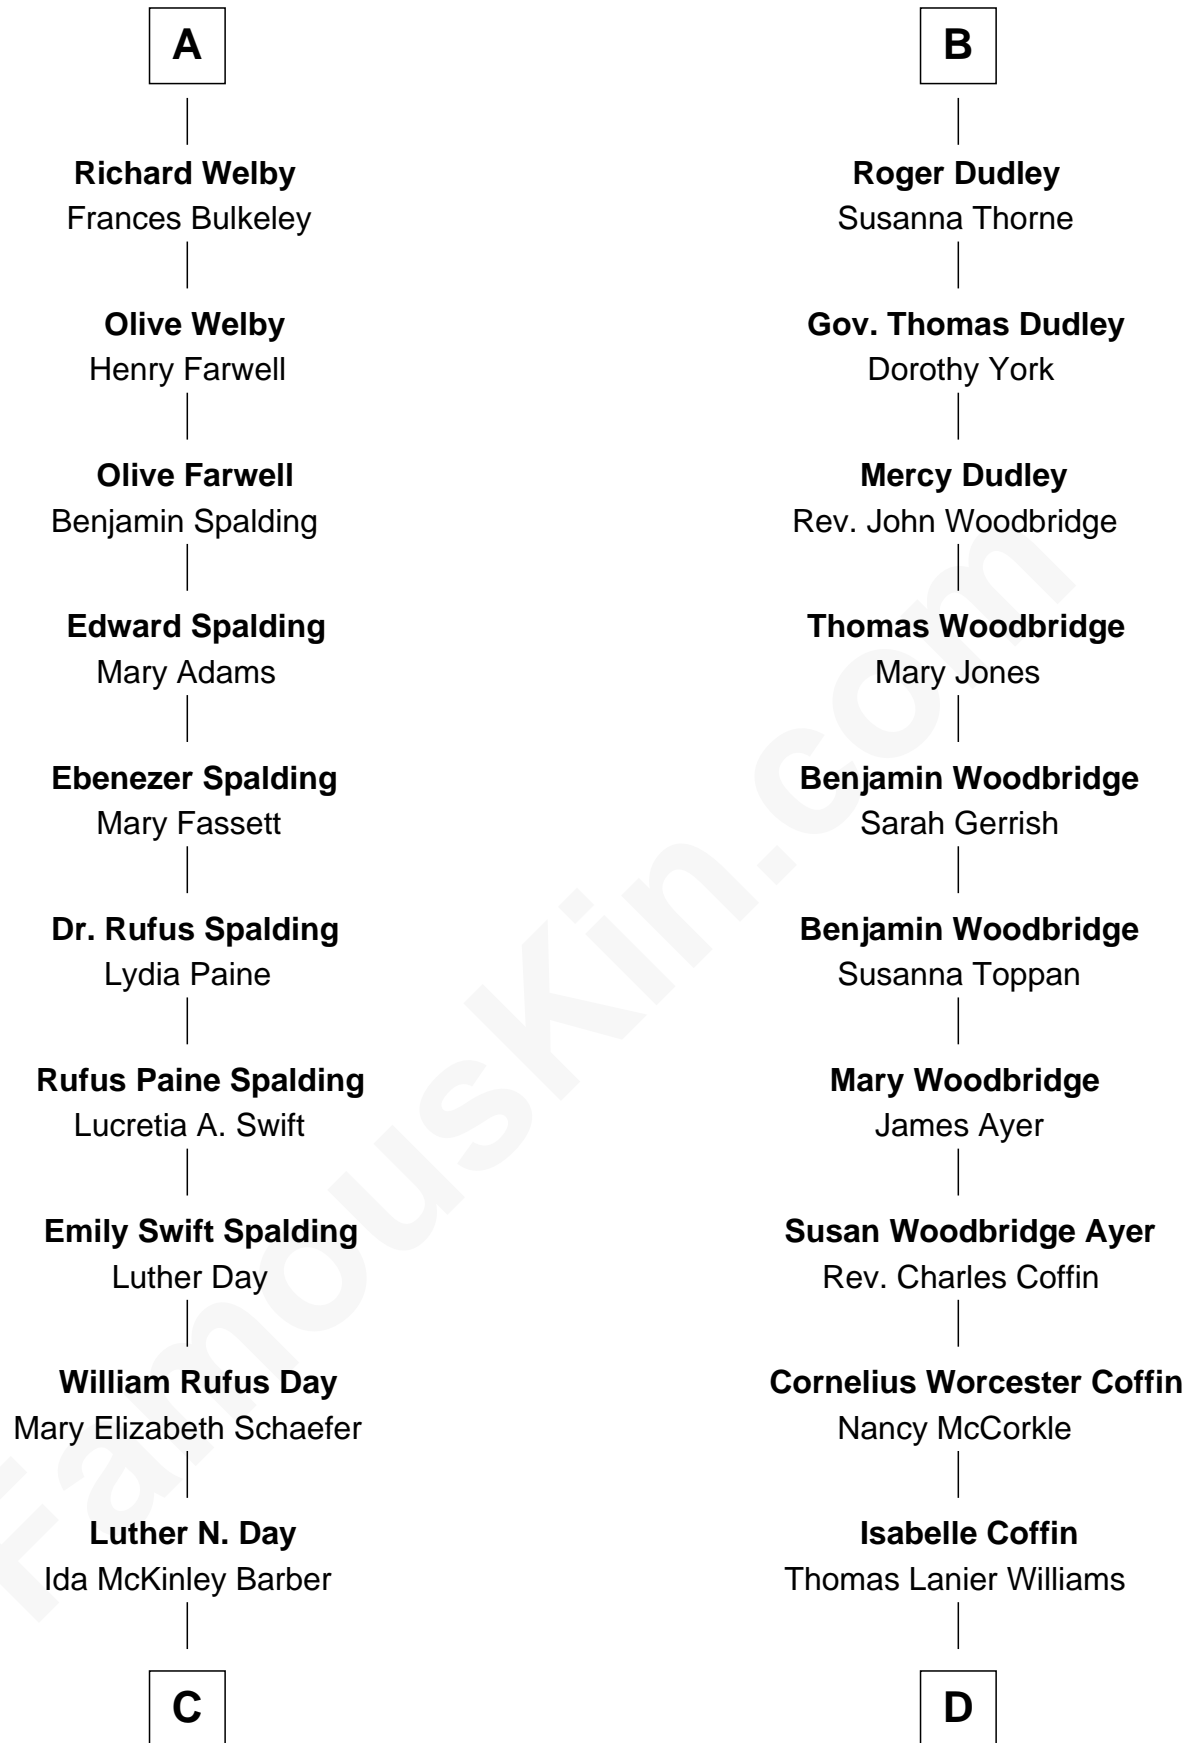 A
Richard Welby
Frances Bulkeley
Olive Welby
Henry Farwell
Olive Farwell
Benjamin Spalding
Edward Spalding
Mary Adams
Ebenezer Spalding
Mary Fassett
Dr. Rufus Spalding
Lydia Paine
Rufus Paine Spalding
Lucretia A. Swift
Emily Swift Spalding
Luther Day
William Rufus Day
Mary Elizabeth Schaefer
Luther N. Day
Ida McKinley Barber
C
B
Roger Dudley
Susanna Thorne
Gov. Thomas Dudley
Dorothy York
Mercy Dudley
Rev. John Woodbridge
Thomas Woodbridge
Mary Jones
Benjamin Woodbridge
Sarah Gerrish
Benjamin Woodbridge
Susanna Toppan
Mary Woodbridge
James Ayer
Susan Woodbridge Ayer
Rev. Charles Coffin
Cornelius Worcester Coffin
Nancy McCorkle
Isabelle Coffin
Thomas Lanier Williams
D
FamousKin.com